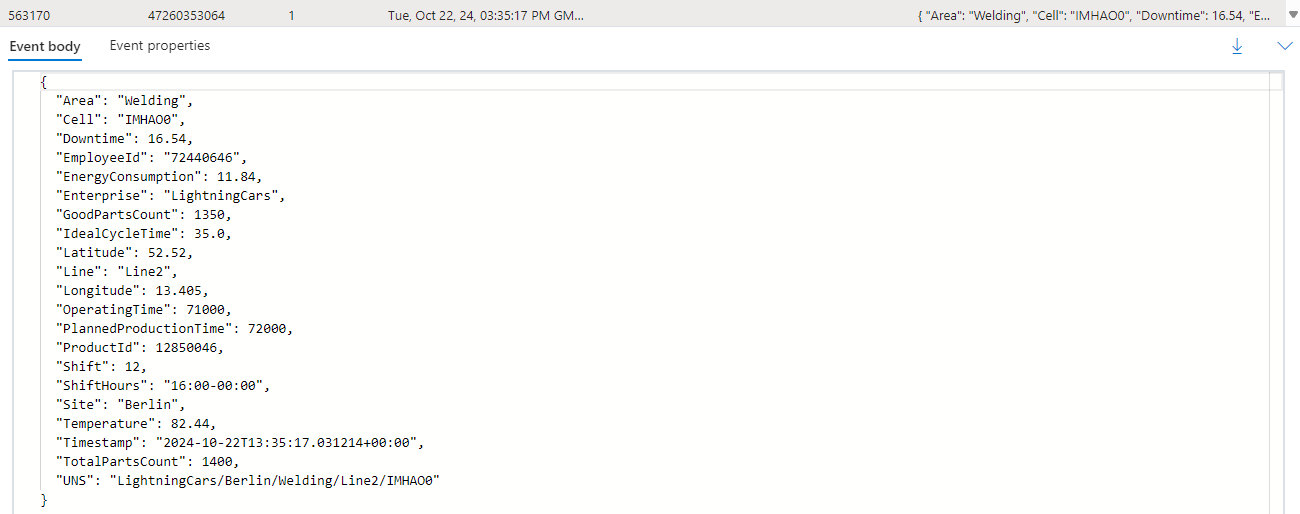 563170 47260353064 1 Tue, Oct 22, 24, 03:35:17 PM GM... { "Area": "Welding", "Cell": "IMHAO0", "Downtime": 16.54, "E...
Event body Event properties
{
"Area": "Welding",
"Cell": "IMHAO0",
"Downtime": 16.54,
"EmployeeId": "72440646",
"EnergyConsumption": 11.84,
"Enterprise": "LightningCars",
"GoodPartsCount": 1350,
"IdealCycleTime": 35.0,
"Latitude": 52.52,
"Line": "Line2",
"Longitude": 13.405,
"OperatingTime": 71000,
"PlannedProductionTime": 72000,
"ProductId": 12850046,
"Shift": 12,
"ShiftHours": "16:00-00:00",
"Site": "Berlin",
"Temperature": 82.44,
"Timestamp": "2024-10-22T13:35:17.031214+00:00",
"TotalPartsCount": 1400,
"UNS": "LightningCars/Berlin/Welding/Line2/IMHAO0"
}